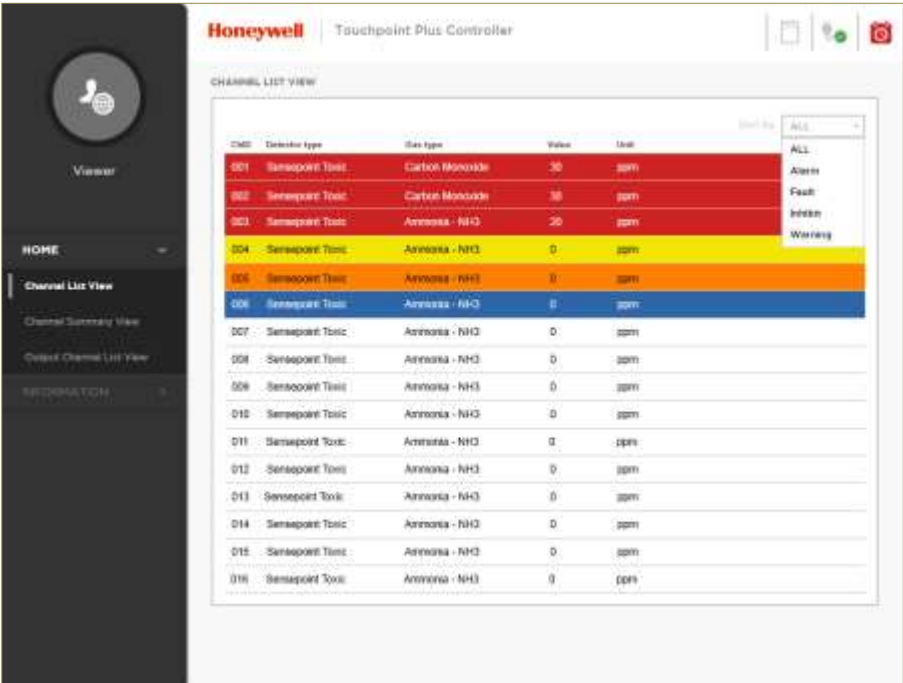 Honeywell Touchpoint Plus Controller
CHANNEL LIST VIEW
Viewer
HOME
Channel List View
Channel Summary View
Output Channel List View
INFORMATION
Sort By ALL
ALL
Alarm
Fault
Inhibit
Warning
ChID Detector type Gas type Value Unit
001 Sensepoint Toxic Carbon Monoxide 30 ppm
002 Sensepoint Toxic Carbon Monoxide 30 ppm
003 Sensepoint Toxic Ammonia - NH3 20 ppm
004 Sensepoint Toxic Ammonia - NH3 0 ppm
005 Sensepoint Toxic Ammonia - NH3 0 ppm
006 Sensepoint Toxic Ammonia - NH3 0 ppm
007 Sensepoint Toxic Ammonia - NH3 0 ppm
008 Sensepoint Toxic Ammonia - NH3 0 ppm
009 Sensepoint Toxic Ammonia - NH3 0 ppm
010 Sensepoint Toxic Ammonia - NH3 0 ppm
011 Sensepoint Toxic Ammonia - NH3 0 ppm
012 Sensepoint Toxic Ammonia - NH3 0 ppm
013 Sensepoint Toxic Ammonia - NH3 0 ppm
014 Sensepoint Toxic Ammonia - NH3 0 ppm
015 Sensepoint Toxic Ammonia - NH3 0 ppm
016 Sensepoint Toxic Ammonia - NH3 0 ppm